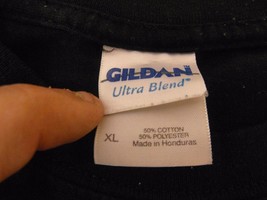 GILDAN
Ultra Blend
XL
50% COTTON
50% POLYESTER
Made in Honduras